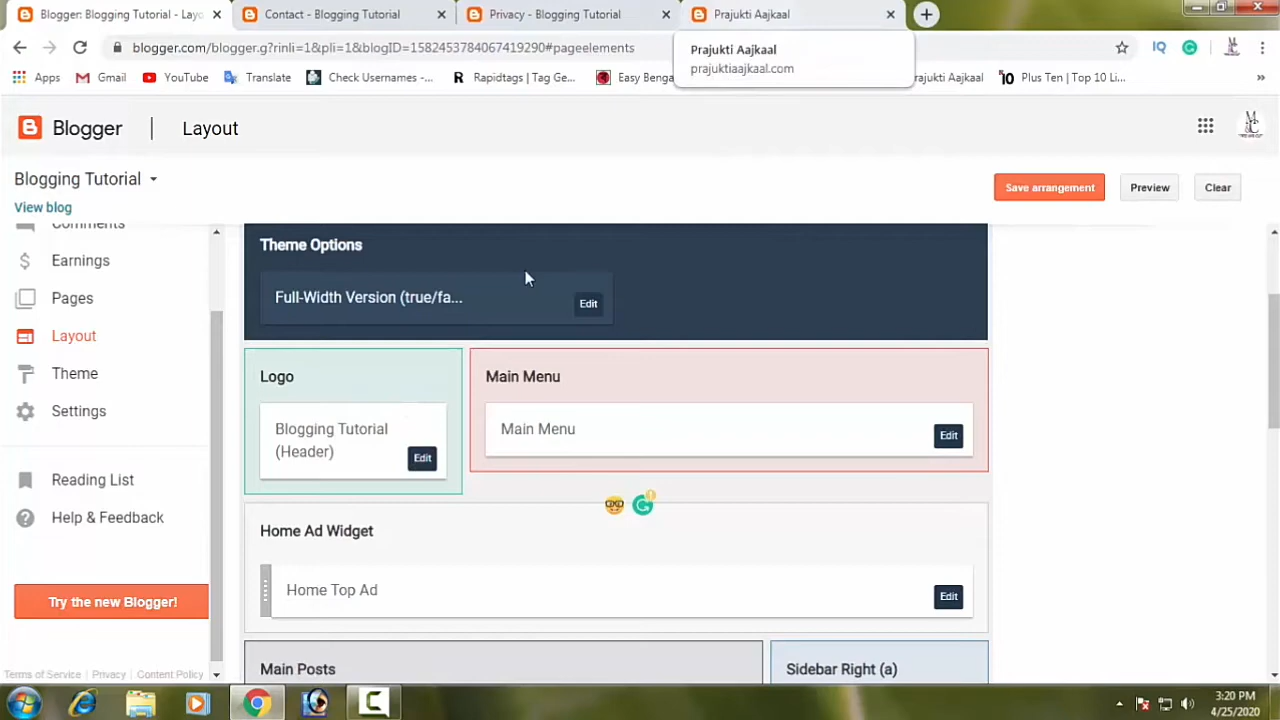 Blogger: Blogging Tutorial - Layo
Contact - Blogging Tutorial
Privacy - Blogging Tutorial
Prajukti Aajkaal
blogger.com/blogger.g?rinli=1&pli=1&blogID=1582453784067419290#pageelements
Prajukti Aajkaal
prajuktiaajkaal.com
Apps
Gmail
YouTube
Translate
Check Usernames -...
Rapidtags | Tag Ge...
Easy Benga
rajukti Aajkaal
Plus Ten | Top 10 Li...
Blogger
Layout
Blogging Tutorial
View blog
Save arrangement
Preview
Clear
Comments
Earnings
Pages
Layout
Theme
Settings
Reading List
Help & Feedback
Try the new Blogger!
Terms of Service | Privacy | Content Policy
Theme Options
Full-Width Version (true/fa...
Edit
Logo
Blogging Tutorial
(Header)
Edit
Main Menu
Main Menu
Edit
Home Ad Widget
Home Top Ad
Edit
Main Posts
Sidebar Right (a)
3:20 PM
4/25/2020